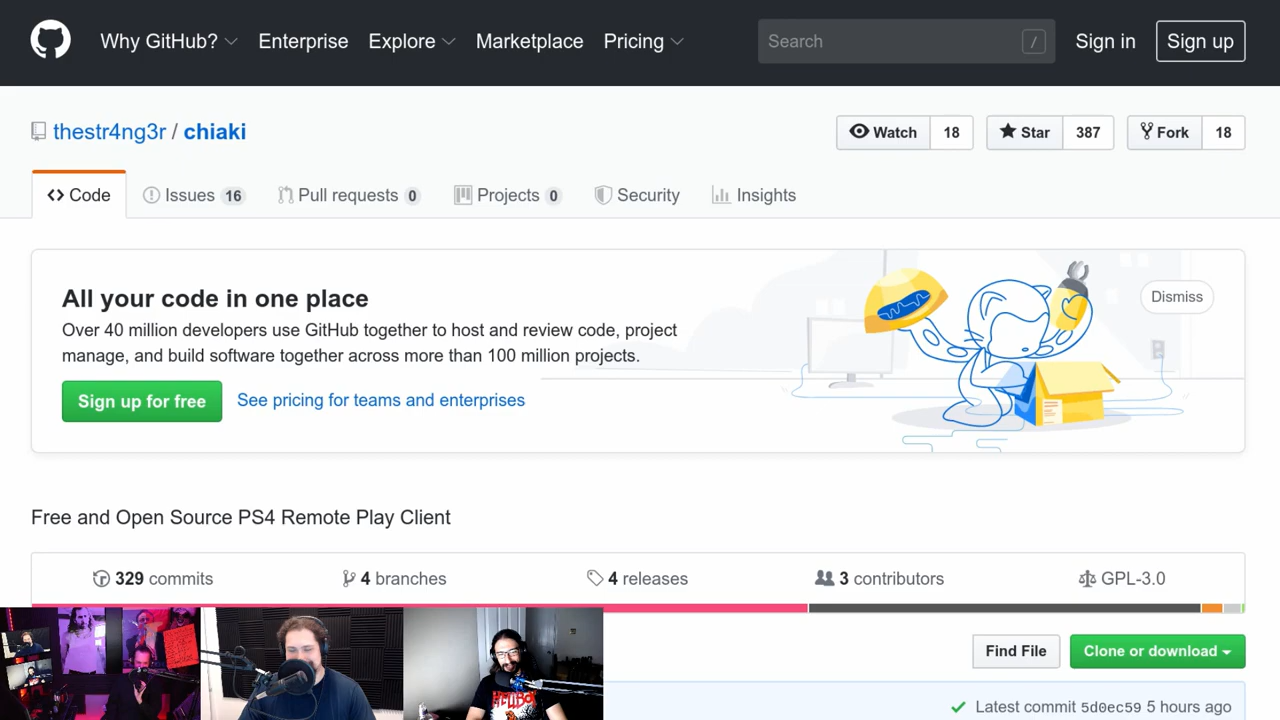 Why GitHub? Enterprise Explore Marketplace Pricing Search / Sign in Sign up
thestr4ng3r / chiaki Watch 18 Star 387 Fork 18
Code Issues 16 Pull requests 0 Projects 0 Security Insights
All your code in one place
Dismiss
Over 40 million developers use GitHub together to host and review code, project
manage, and build software together across more than 100 million projects.
Sign up for free See pricing for teams and enterprises
Free and Open Source PS4 Remote Play Client
329 commits 4 branches 4 releases 3 contributors GPL-3.0
Find File Clone or download
HELLBOY
Latest commit 5d0ec59 5 hours ago